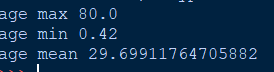 age max 80.0
age min 0.42
age mean 29.69911764705882
>>>